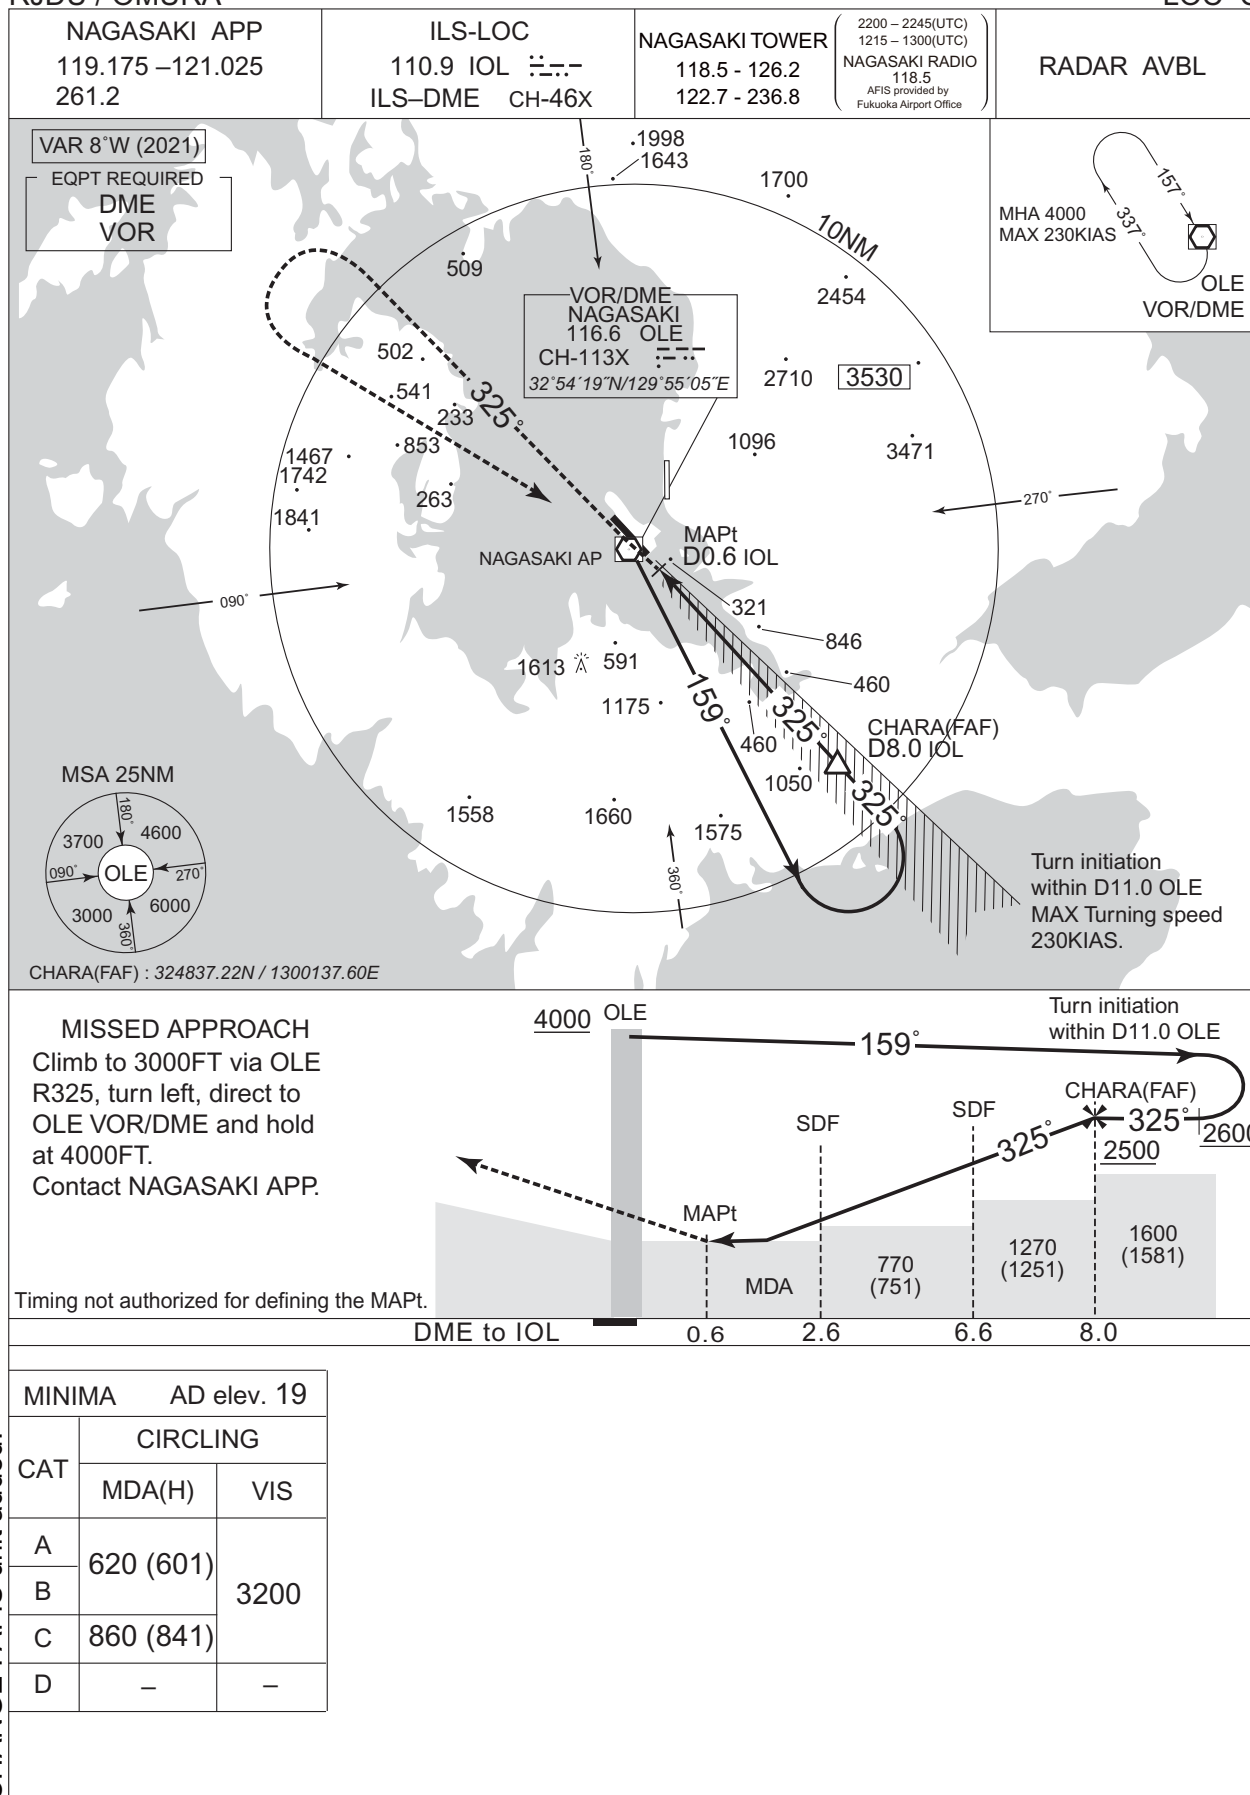 RJDU / OMURA
NAGASAKI APP
119.175 –121.025
261.2
ILS-LOC
110.9 IOL
ILS–DME CH-46X
NAGASAKI TOWER
118.5 - 126.2
122.7 - 236.8
2200 – 2245(UTC)
1215 – 1300(UTC)
NAGASAKI RADIO
118.5
AFIS provided by
Fukuoka Airport Office
RADAR AVBL
VAR 8˚W (2021)
EQPT REQUIRED
DME
VOR
180˚
1998
1643
1700
10NM
509
2454
MHA 4000
MAX 230KIAS
157˚
337˚
OLE
VOR/DME
VOR/DME
NAGASAKI
116.6 OLE
CH-113X
32˚54´19˝N/129˚55´05˝E
502
541
233
325˚
2710
3530
853
1467
1742
263
1841
1096
3471
270˚
NAGASAKI AP
MAPt
D0.6 IOL
090˚
321
846
1613
591
460
1175
159˚
325˚
460
CHARA(FAF)
D8.0 IOL
1050
325˚
1558
1660
1575
360˚
MSA 25NM
180˚
3700
4600
090˚
OLE
270˚
3000
6000
360˚
Turn initiation
within D11.0 OLE
MAX Turning speed
230KIAS.
CHARA(FAF) : 324837.22N / 1300137.60E
MISSED APPROACH
Climb to 3000FT via OLE
R325, turn left, direct to
OLE VOR/DME and hold
at 4000FT.
Contact NAGASAKI APP.
Timing not authorized for defining the MAPt.
4000
OLE
159˚
Turn initiation
within D11.0 OLE
CHARA(FAF)
SDF
SDF
325˚
325˚
2600
2500
MAPt
MDA
770
(751)
1270
(1251)
1600
(1581)
DME to IOL
0.6
2.6
6.6
8.0
MINIMA AD elev. 19
CAT
CIRCLING
MDA(H)
VIS
A
620 (601)
3200
B
C
860 (841)
D
–
–